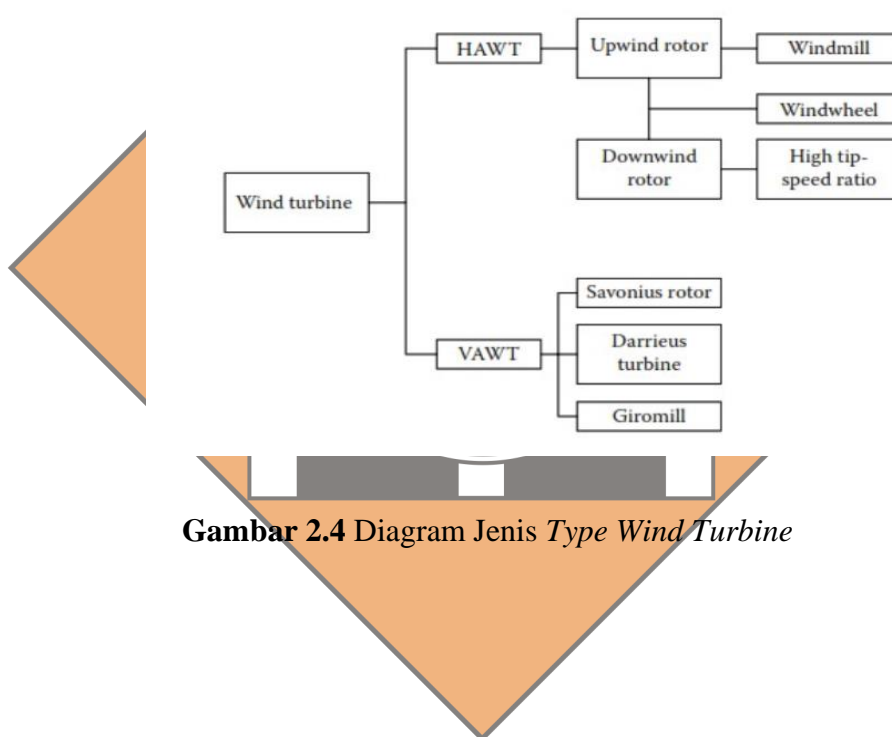 HAWT
Upwind rotor
Windmill
Windwheel
Downwind
rotor
High tip-
speed ratio
Wind turbine
Savonius rotor
VAWT
Darrieus
turbine
Giromill
Gambar 2.4 Diagram Jenis Type Wind Turbine